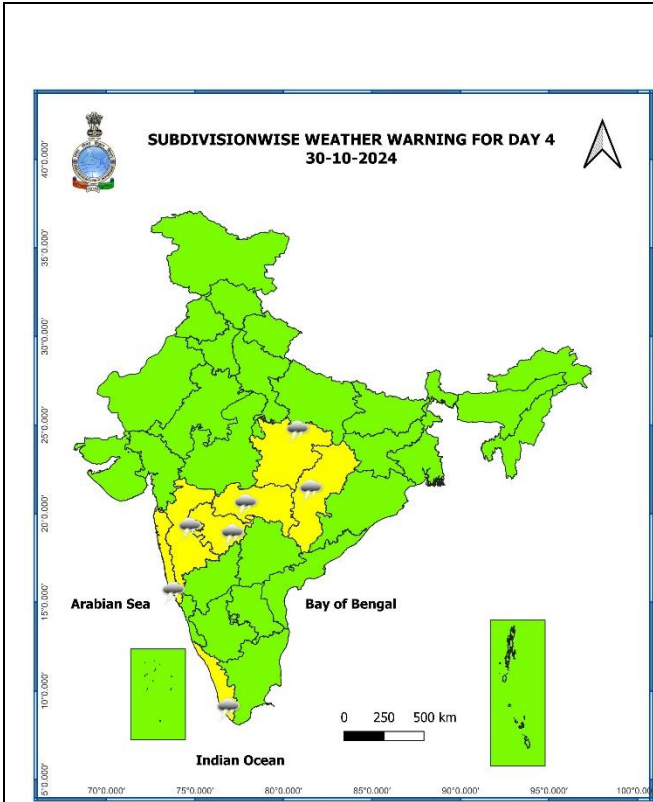 SUBDIVISIONWISE WEATHER WARNING FOR DAY 4
30-10-2024
40°0.000'
35°0.000'
30°0.000'
25°0.000'
20°0.000'
15°0.000'
10°0.000'
5°0.000'
Arabian Sea
Bay of Bengal
0 250 500 km
Indian Ocean
70°0.000' 75°0.000' 80°0.000' 85°0.000' 90°0.000' 95°0.000' 100°0.000'